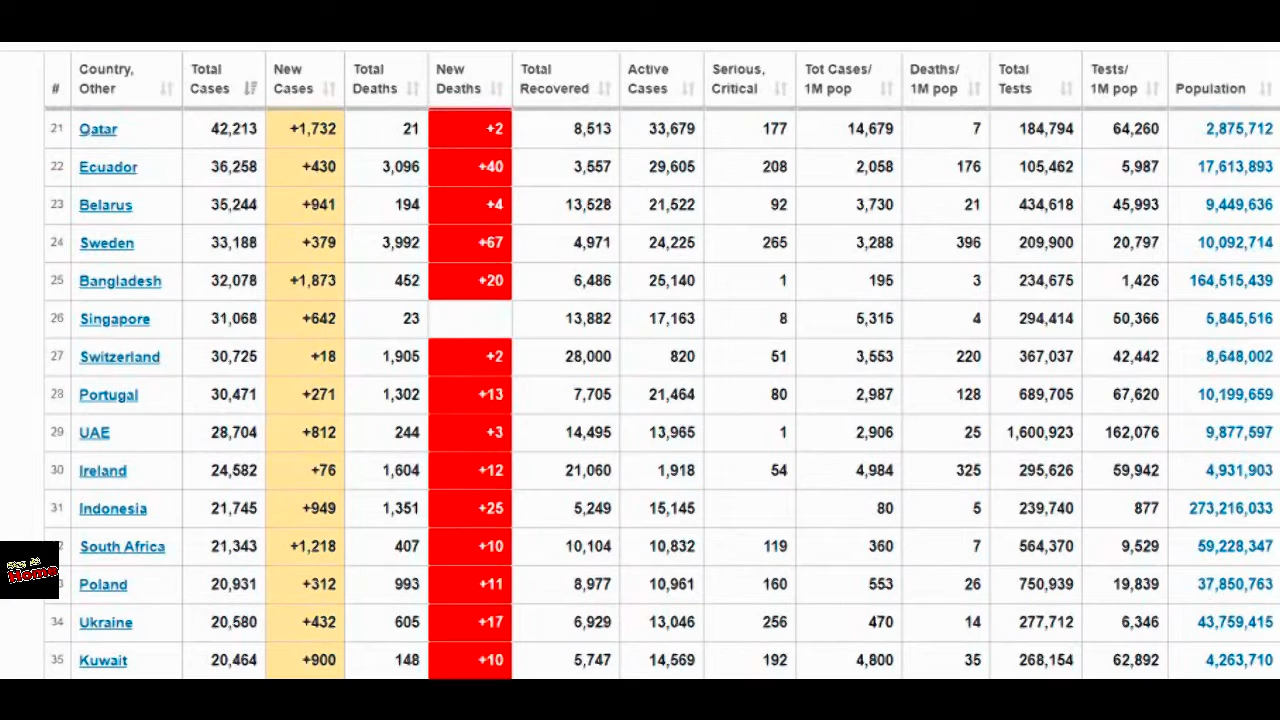 # Country, Other Total Cases New Cases Total Deaths New Deaths Total Recovered Active Cases Serious, Critical Tot Cases/ 1M pop Deaths/ 1M pop Total Tests Tests/ 1M pop Population
21 Qatar 42,213 +1,732 21 +2 8,513 33,679 177 14,679 7 184,794 64,260 2,875,712
22 Ecuador 36,258 +430 3,096 +40 3,557 29,605 208 2,058 176 105,462 5,987 17,613,893
23 Belarus 35,244 +941 194 +4 13,528 21,522 92 3,730 21 434,618 45,993 9,449,636
24 Sweden 33,188 +379 3,992 +67 4,971 24,225 265 3,288 396 209,900 20,797 10,092,714
25 Bangladesh 32,078 +1,873 452 +20 6,486 25,140 1 195 3 234,675 1,426 164,515,439
26 Singapore 31,068 +642 23 13,882 17,163 8 5,315 4 294,414 50,366 5,845,516
27 Switzerland 30,725 +18 1,905 +2 28,000 820 51 3,553 220 367,037 42,442 8,648,002
28 Portugal 30,471 +271 1,302 +13 7,705 21,464 80 2,987 128 689,705 67,620 10,199,659
29 UAE 28,704 +812 244 +3 14,495 13,965 1 2,906 25 1,600,923 162,076 9,877,597
30 Ireland 24,582 +76 1,604 +12 21,060 1,918 54 4,984 325 295,626 59,942 4,931,903
31 Indonesia 21,745 +949 1,351 +25 5,249 15,145 80 5 239,740 877 273,216,033
2 South Africa 21,343 +1,218 407 +10 10,104 10,832 119 360 7 564,370 9,529 59,228,347
3 Poland 20,931 +312 993 +11 8,977 10,961 160 553 26 750,939 19,839 37,850,763
34 Ukraine 20,580 +432 605 +17 6,929 13,046 256 470 14 277,712 6,346 43,759,415
35 Kuwait 20,464 +900 148 +10 5,747 14,569 192 4,800 35 268,154 62,892 4,263,710
Home